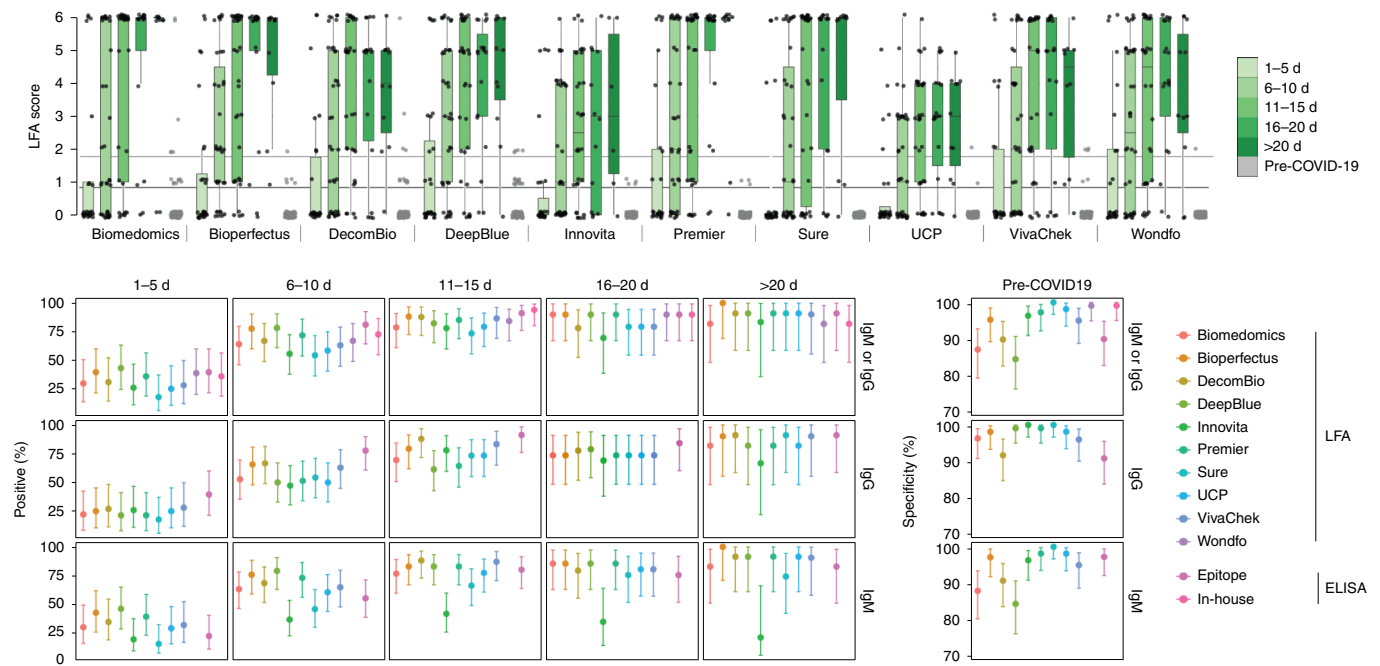 LFA score
6
5
4
3
2
1
0
Biomedomics
Bioperfectus
DecomBio
DeepBlue
Innovita
Premier
Sure
UCP
VivaChek
Wondfo
1–5 d
6–10 d
11–15 d
16–20 d
>20 d
Pre-COVID-19
1–5 d
6–10 d
11–15 d
16–20 d
>20 d
Pre-COVID19
Positive (%)
100
75
50
25
IgM or IgG
100
75
50
25
IgG
100
75
50
25
0
IgM
Specificity (%)
100
90
80
70
IgM or IgG
100
90
80
70
IgG
100
90
80
70
IgM
Biomedomics
Bioperfectus
DecomBio
DeepBlue
Innovita
Premier
Sure
UCP
VivaChek
Wondfo
LFA
Epitope
In-house
ELISA